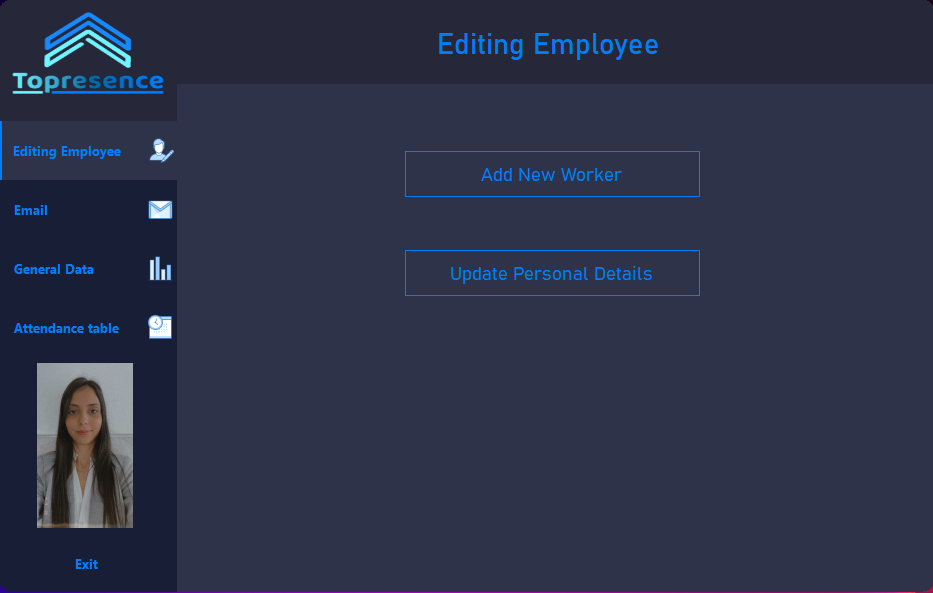 Topresence
Editing Employee
Editing Employee
Email
General Data
Attendance table
Exit
Add New Worker
Update Personal Details